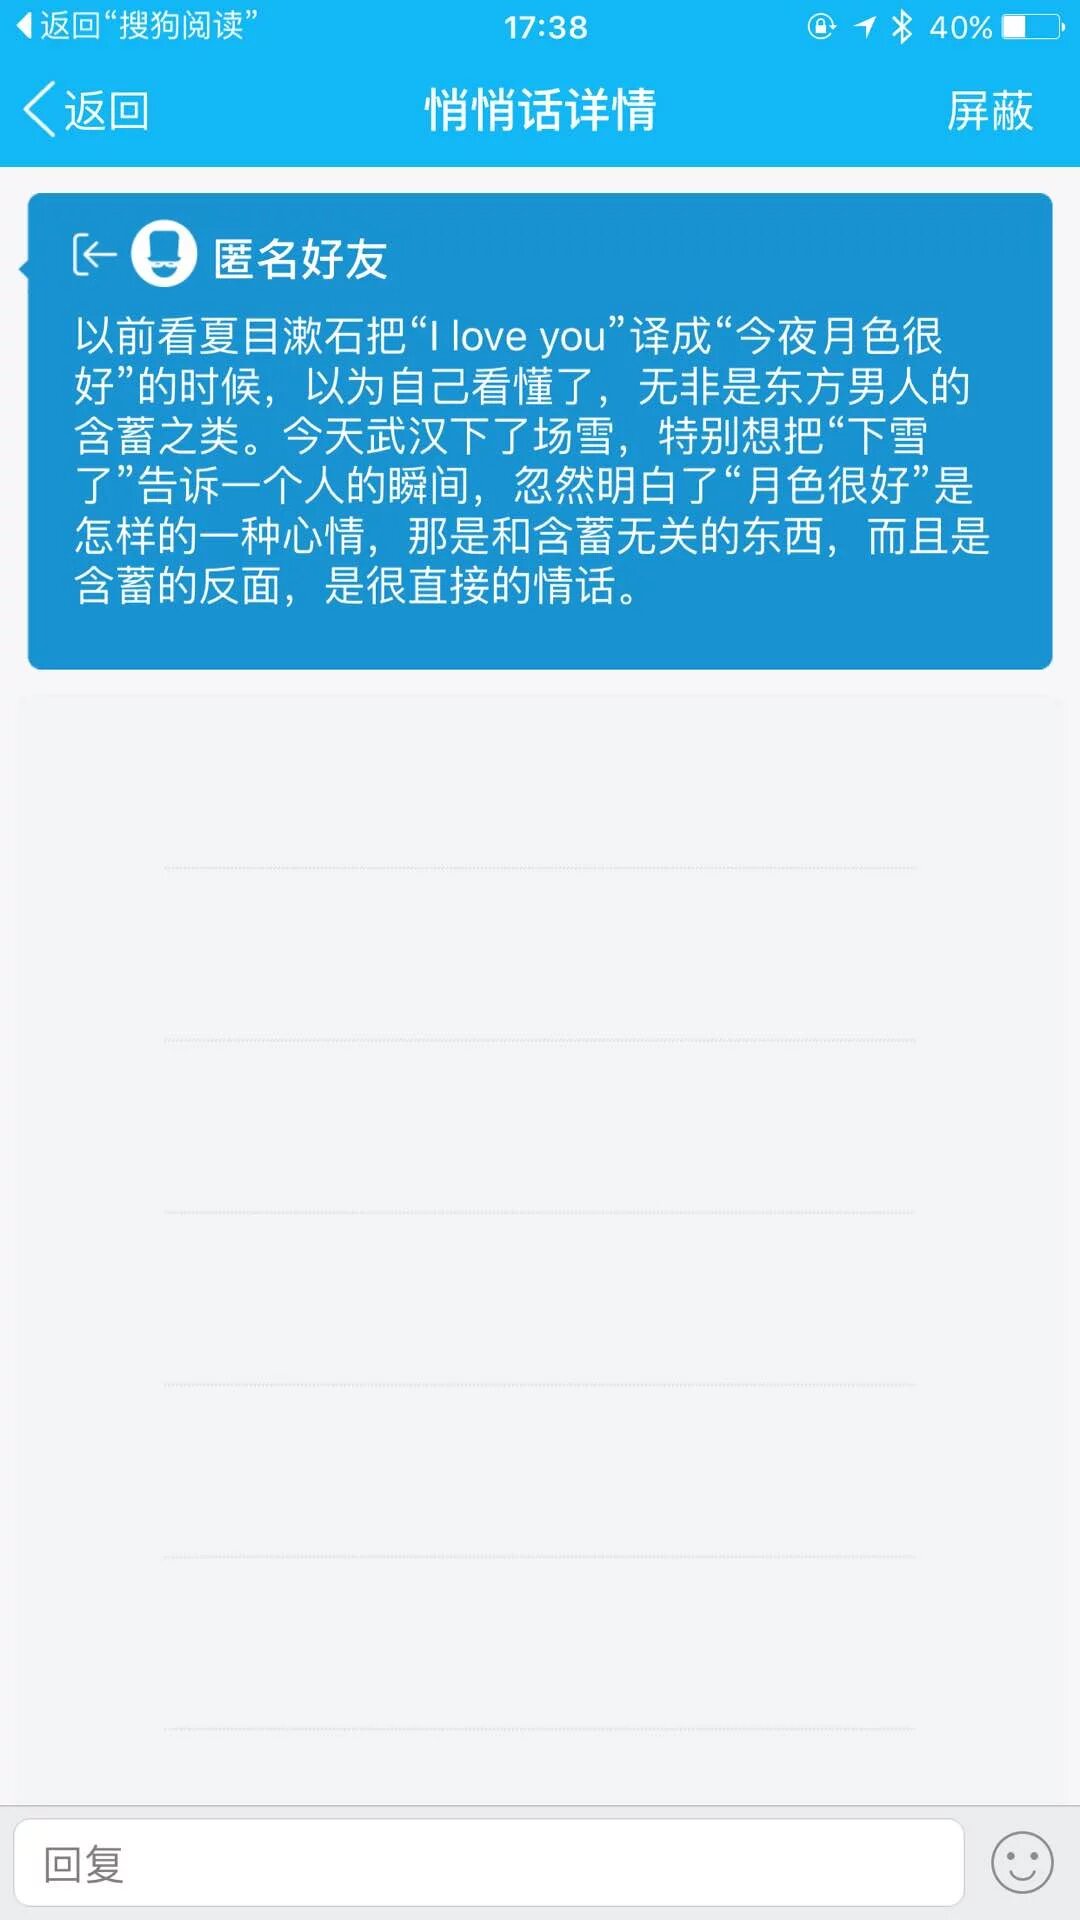 返回“搜狗阅读”
17:38
40%
返回
悄悄话详情
屏蔽
匿名好友
以前看夏目漱石把“I love you”译成“今夜月色很
好”的时候，以为自己看懂了，无非是东方男人的
含蓄之类。今天武汉下了场雪，特别想把“下雪
了”告诉一个人的瞬间，忽然明白了“月色很好”是
怎样的一种心情，那是和含蓄无关的东西，而且是
含蓄的反面，是很直接的情话。
回复